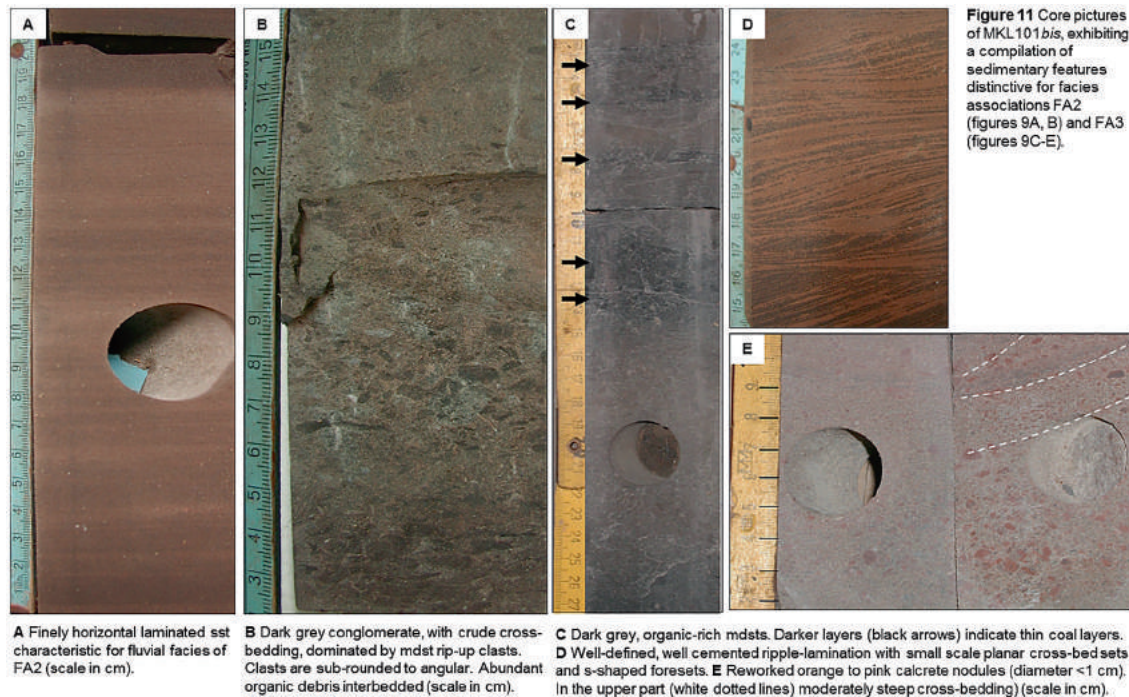 A
B
C
D
E
Figure 11 Core pictures
of MKL101bis, exhibiting
a compilation of
sedimentary features
distinctive for facies
associations FA2
(figures 9A, B) and FA3
(figures 9C-E).
A Finely horizontal laminated sst
characteristic for fluvial facies of
FA2 (scale in cm).
B Dark grey conglomerate, with crude cross-
bedding, dominated by mdst rip-up clasts.
Clasts are sub-rounded to angular. Abundant
organic debris interbedded (scale in cm).
C Dark grey, organic-rich mdsts. Darker layers (black arrows) indicate thin coal layers.
D Well-defined, well cemented ripple-lamination with small scale planar cross-bed sets
and s-shaped foresets. E Reworked orange to pink calcrete nodules (diameter <1 cm).
In the upper part (white dotted lines) moderately steep cross-bedding (scale in cm).